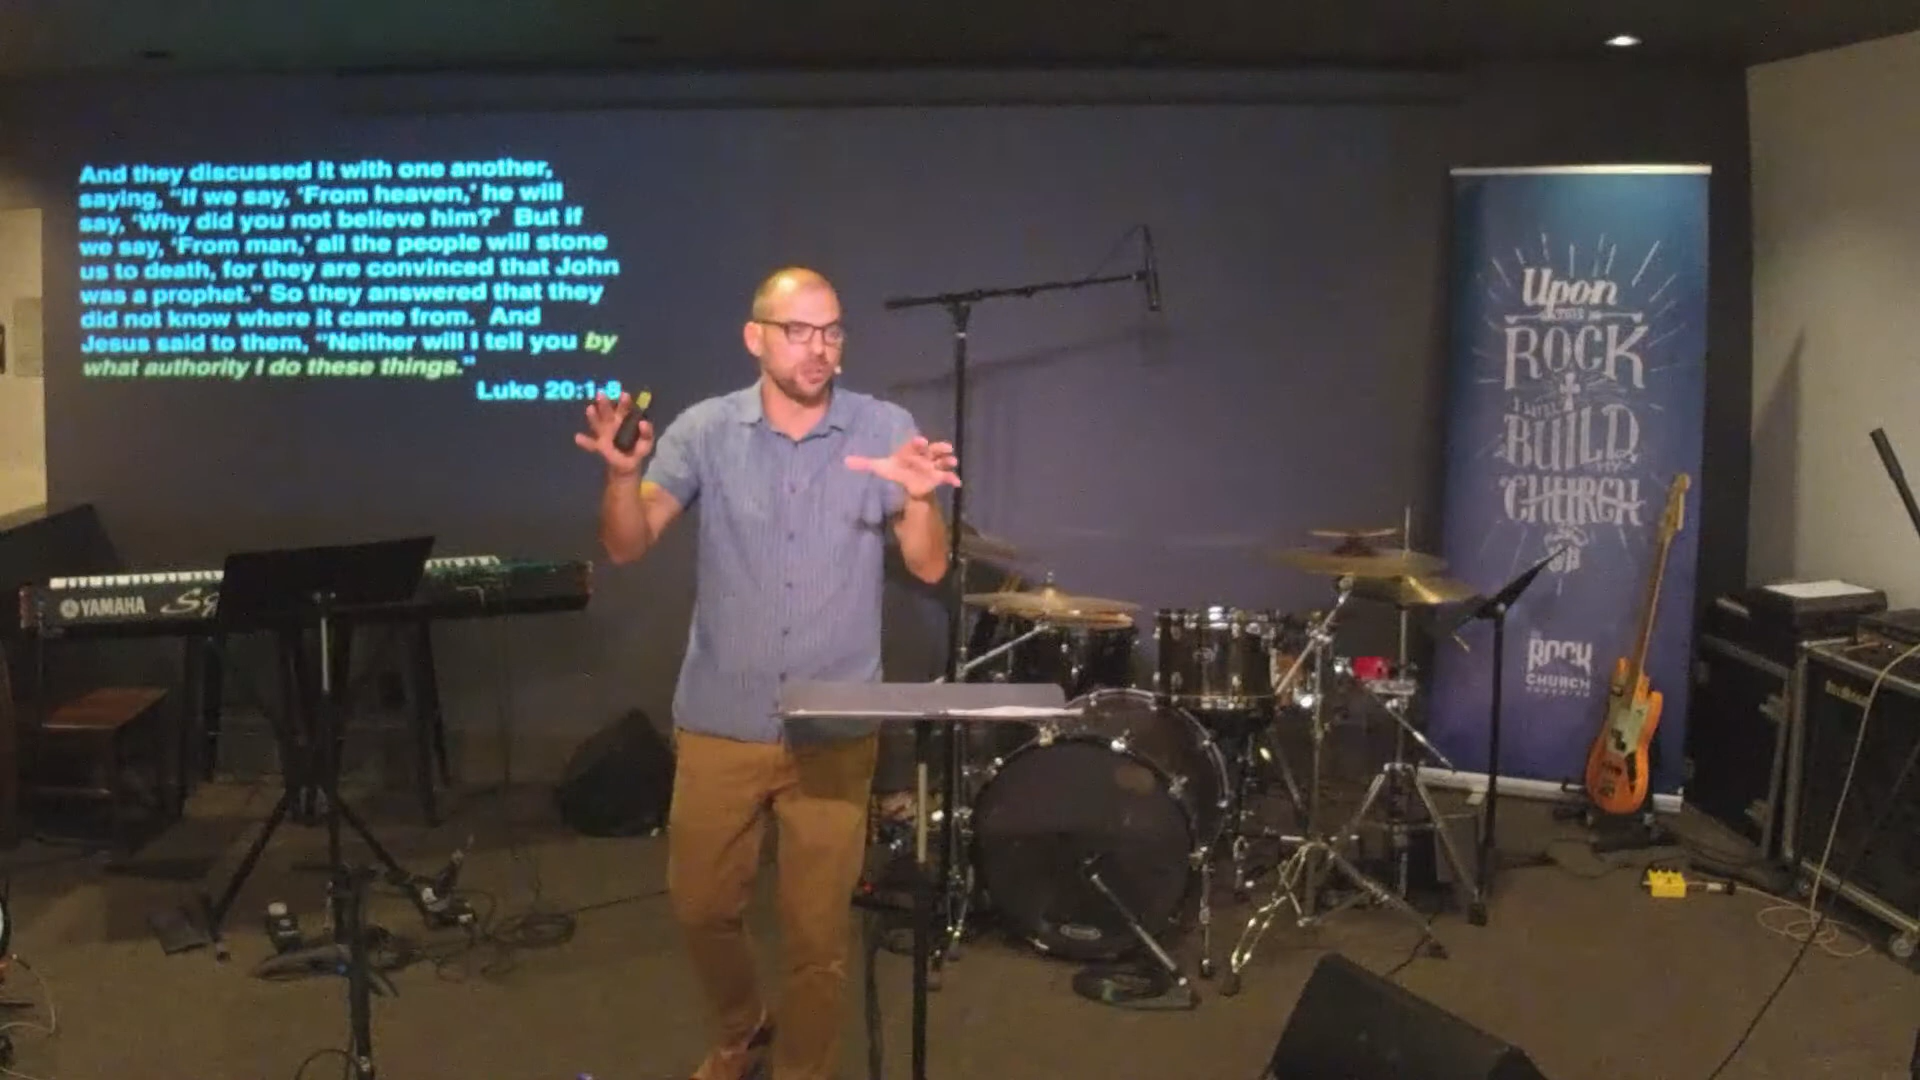 And they discussed it with one another,
saying, "If we say, 'From heaven,' he will
say, 'Why did you not believe him?' But if
we say, 'From man,' all the people will stone
us to death, for they are convinced that John
was a prophet." So they answered that they
did not know where it came from. And
Jesus said to them, "Neither will I tell you by
what authority I do these things."
Luke 20:1-8
YAMAHA
Upon
THIS
ROCK
I WILL
BUILD
MY
CHURCH
ROCK
CHURCH